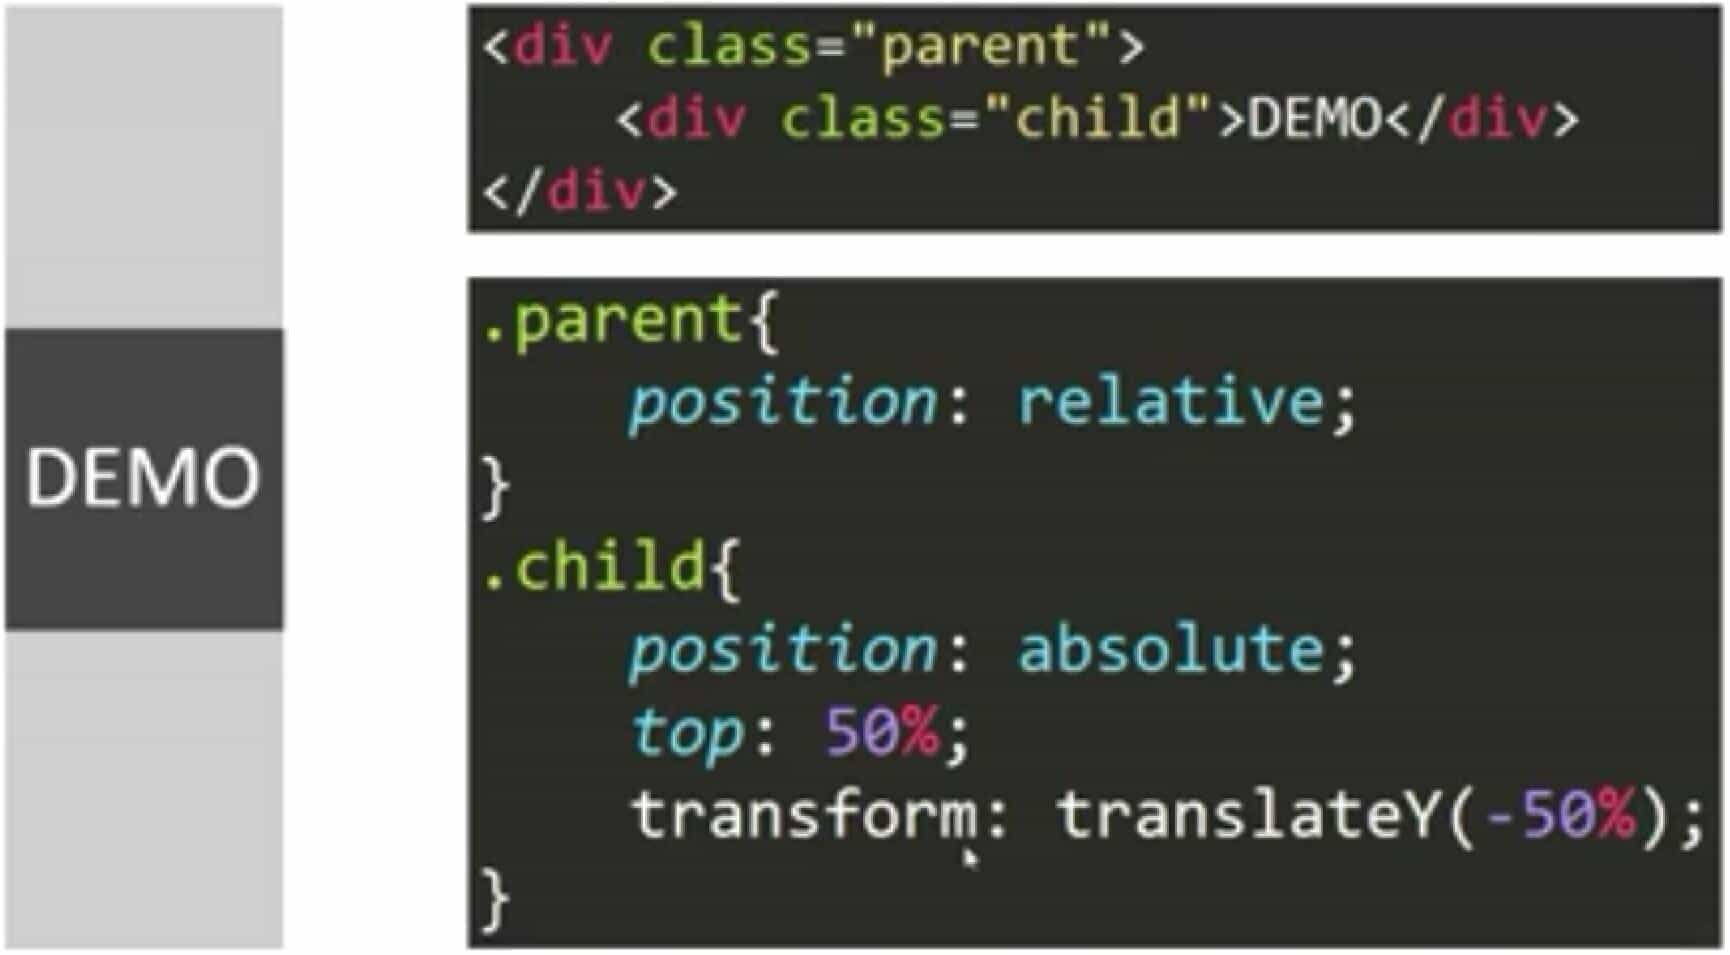 DEMO
<div class="parent">
<div class="child">DEMO</div>
</div>
.parent{
position: relative;
}
.child{
position: absolute;
top: 50%;
transform: translateY(-50%);
}